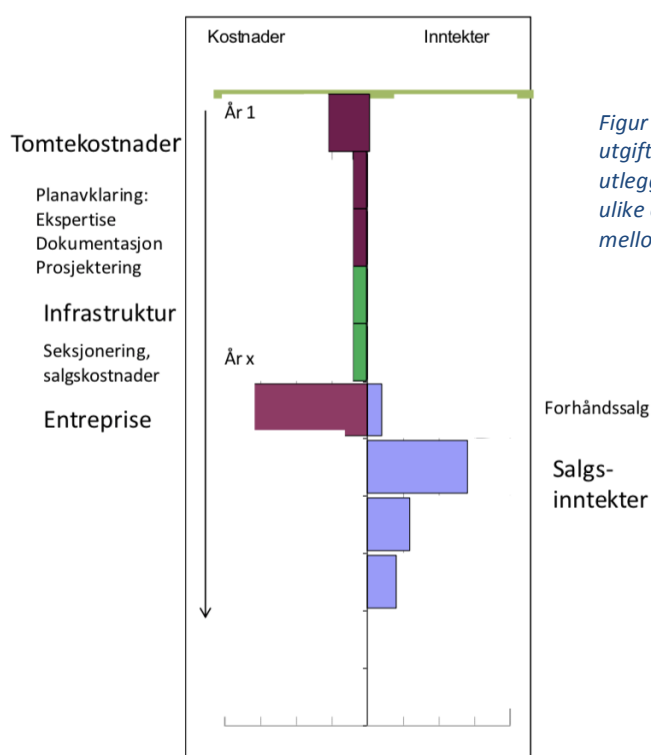 Kostnader
Inntekter
År 1
Tomtekostnader
Planavklaring:
Ekspertise
Dokumentasjon
Prosjektering
Infrastruktur
Seksjonering,
salgskostnader
År x
Entreprise
Forhåndssalg
Salgs-
inntekter
Figur
utgift
utlegg
ulike
mello